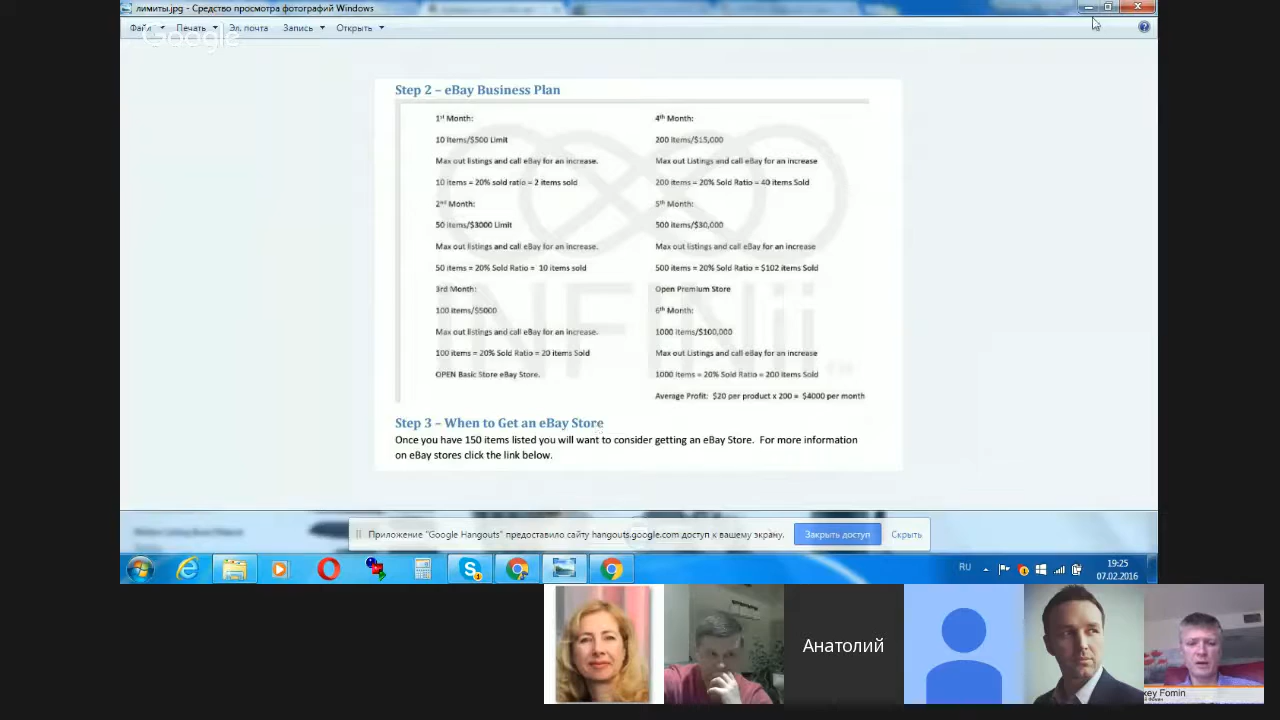 лимиты.jpg - Средство просмотра фотографий Windows
Файл Печать Эл. почта Запись Открыть
Google
Step 2 – eBay Business Plan
1st Month:
10 Items/$500 Limit
Max out listings and call eBay for an increase.
10 items = 20% sold ratio = 2 items sold
2nd Month:
50 items/$3000 Limit
Max out listings and call eBay for an increase.
50 items = 20% Sold Ratio = 10 items sold
3rd Month:
100 items/$5000
Max out listings and call eBay for an increase.
100 items = 20% Sold Ratio = 20 items Sold
OPEN Basic Store eBay Store.
4th Month:
200 Items/$15,000
Max out Listings and call eBay for an increase
200 items = 20% Sold Ratio = 40 items Sold
5th Month:
500 items/$30,000
Max out listings and call eBay for an increase
500 items = 20% Sold Ratio = $102 items Sold
Open Premium Store
6th Month:
1000 items/$100,000
Max out Listings and call eBay for an increase
1000 items = 20% Sold Ratio = 200 items Sold
Average Profit: $20 per product x 200 = $4000 per month
INFINii
Step 3 – When to Get an eBay Store
Once you have 150 items listed you will want to consider getting an eBay Store. For more information
on eBay stores click the link below.
Приложение "Google Hangouts" предоставило сайту hangouts.google.com доступ к вашему экрану. Закрыть доступ Скрыть
RU
19:25
07.02.2016
Анатолий
xey Fomin